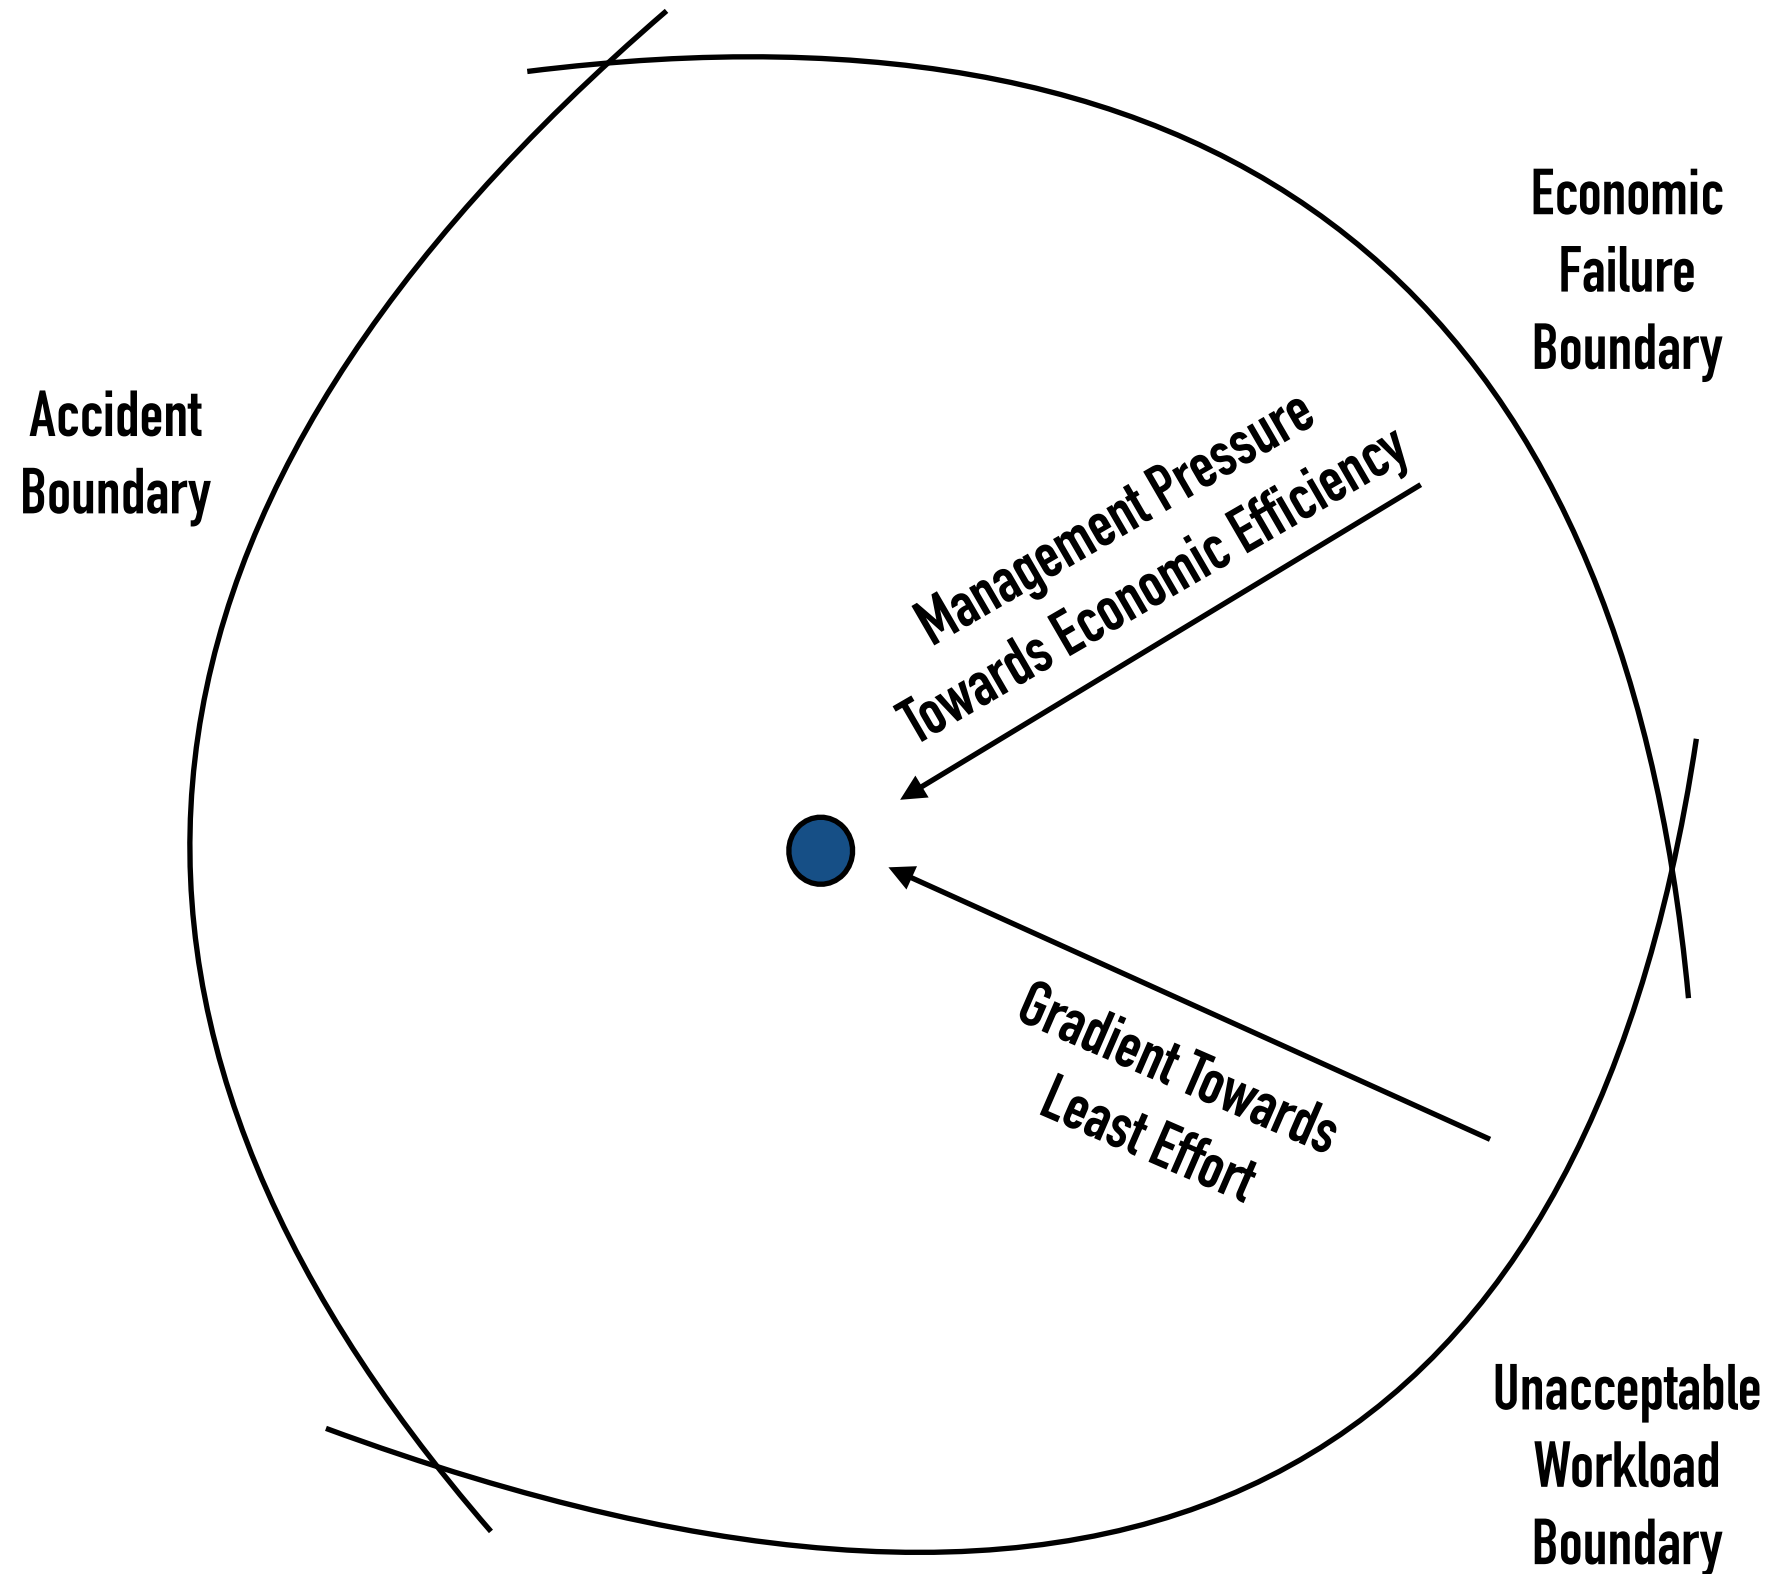 Economic
Failure
Boundary
Accident
Boundary
Management Pressure
Towards Economic Efficiency
Gradient Towards
Least Effort
Unacceptable
Workload
Boundary